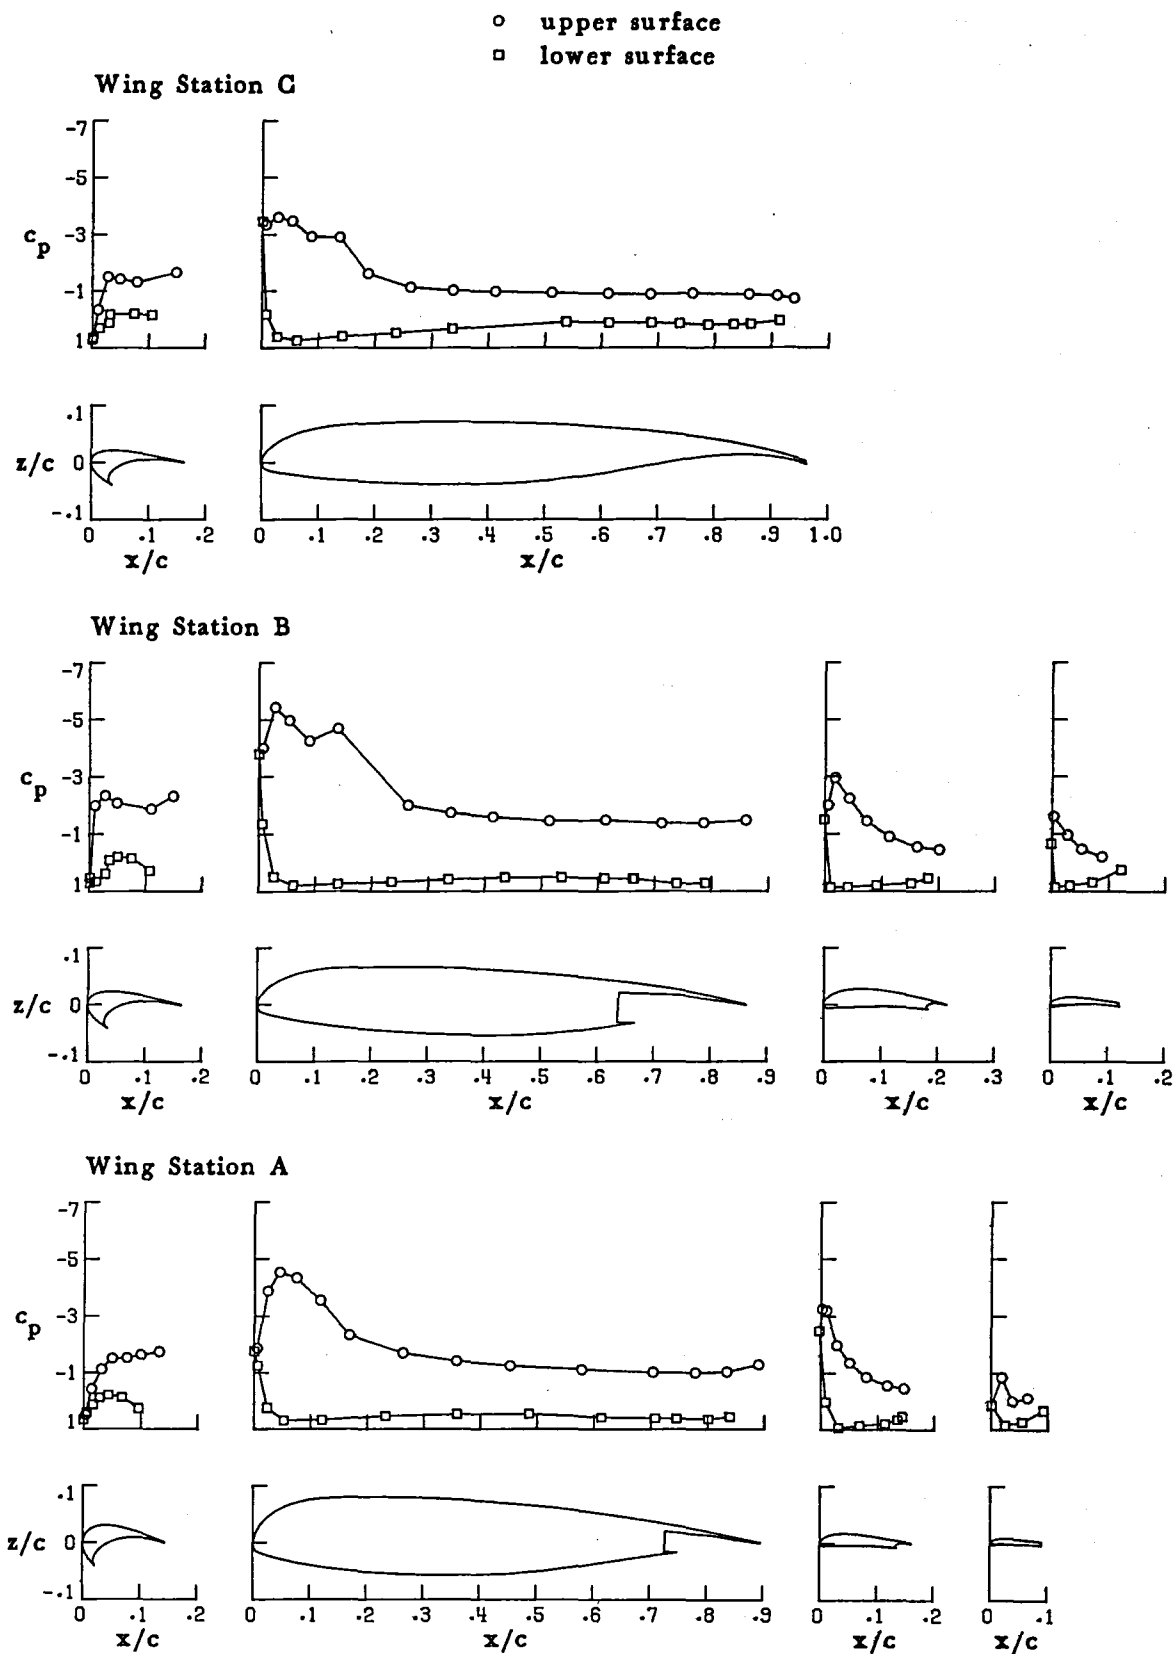 upper surface
lower surface
Wing Station C
-7
-5
-3
-1
1
c_p
.1
0
-.1
z/c
0 .1 .2
x/c
0 .1 .2 .3 .4 .5 .6 .7 .8 .9 1.0
x/c
Wing Station B
-7
-5
-3
-1
1
c_p
.1
0
-.1
z/c
0 .1 .2
x/c
0 .1 .2 .3 .4 .5 .6 .7 .8 .9
x/c
0 .1 .2 .3
x/c
0 .1 .2
x/c
Wing Station A
-7
-5
-3
-1
1
c_p
.1
0
-.1
z/c
0 .1 .2
x/c
0 .1 .2 .3 .4 .5 .6 .7 .8 .9
x/c
0 .1 .2
x/c
0 .1
x/c